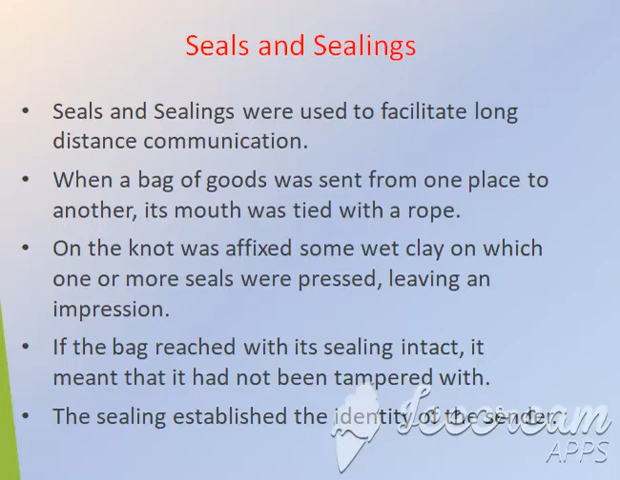 Seals and Sealings
• Seals and Sealings were used to facilitate long
distance communication.
• When a bag of goods was sent from one place to
another, its mouth was tied with a rope.
• On the knot was affixed some wet clay on which
one or more seals were pressed, leaving an
impression.
• If the bag reached with its sealing intact, it
meant that it had not been tampered with.
• The sealing established the identity of the sender.
Icecream
APPS